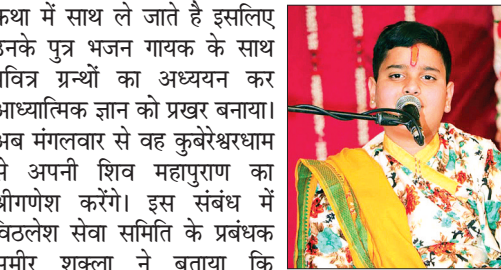 कथा में साथ ले जाते है इसलिए
उनके पुत्र भजन गायक के साथ
पवित्र ग्रन्थों का अध्ययन कर
आध्यात्मिक ज्ञान को प्रखर बनाया।
अब मंगलवार से वह कुबेरेश्वरधाम
से अपनी शिव महापुराण का
श्रीगणेश करेंगे। इस संबंध में
विठलेश सेवा समिति के प्रबंधक
समीर शुक्ला ने बताया कि